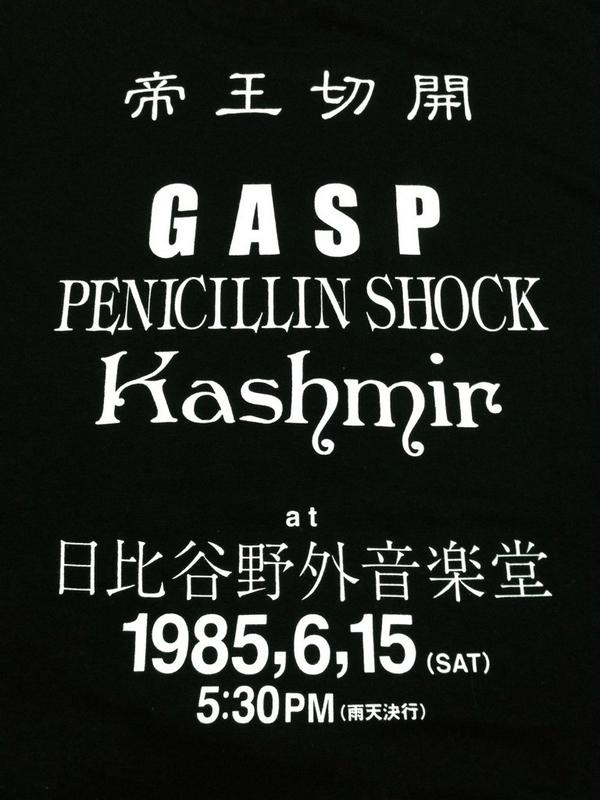 帝王切開
GASP
PENICILLIN SHOCK
Kashmir
at
日比谷野外音楽堂
1985,6,15 (SAT)
5:30PM (雨天決行)